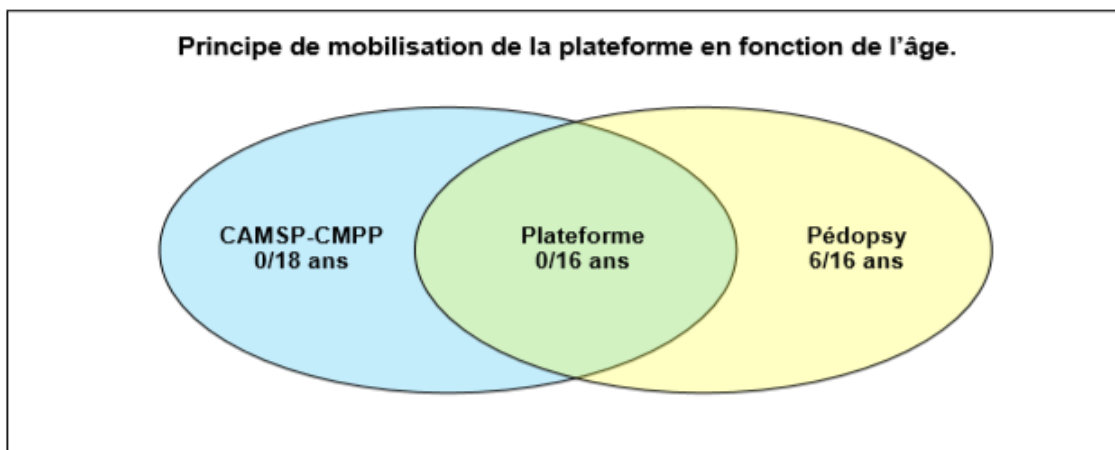 Principe de mobilisation de la plateforme en fonction de l’âge.
CAMSP-CMPP
0/18 ans
Plateforme
0/16 ans
Pédopsy
6/16 ans